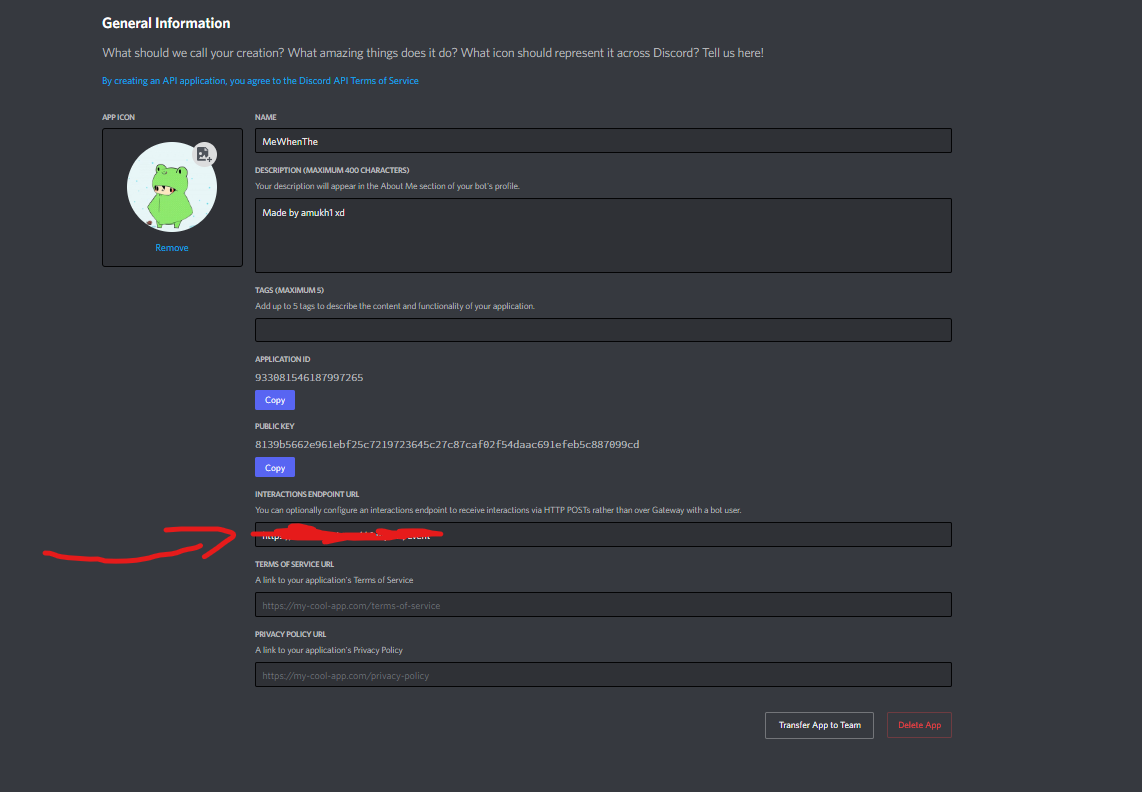 General Information
What should we call your creation? What amazing things does it do? What icon should represent it across Discord? Tell us here!
By creating an API application, you agree to the Discord API Terms of Service
APP ICON
Remove
NAME
MeWhenThe
DESCRIPTION (MAXIMUM 400 CHARACTERS)
Your description will appear in the About Me section of your bot's profile.
Made by amukh1 xd
TAGS (MAXIMUM 5)
Add up to 5 tags to describe the content and functionality of your application.
APPLICATION ID
933081546187997265
Copy
PUBLIC KEY
8139b5662e961ebf25c7219723645c27c87caf02f54daac691efeb5c887099cd
Copy
INTERACTIONS ENDPOINT URL
You can optionally configure an interactions endpoint to receive interactions via HTTP POSTs rather than over Gateway with a bot user.
TERMS OF SERVICE URL
A link to your application's Terms of Service
https://my-cool-app.com/terms-of-service
PRIVACY POLICY URL
A link to your application's Privacy Policy
https://my-cool-app.com/privacy-policy
Transfer App to Team
Delete App